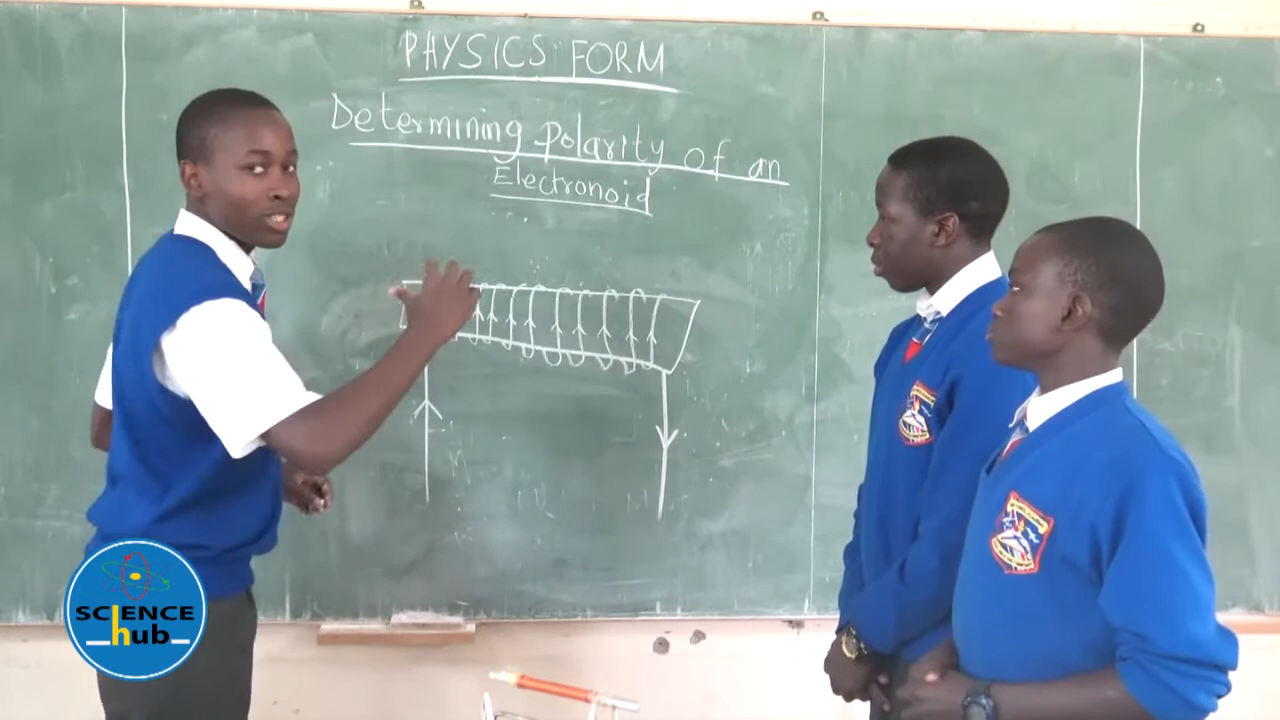 PHYSICS FORM
Determining polarity of an
Electronoid
SCIENCE
hub